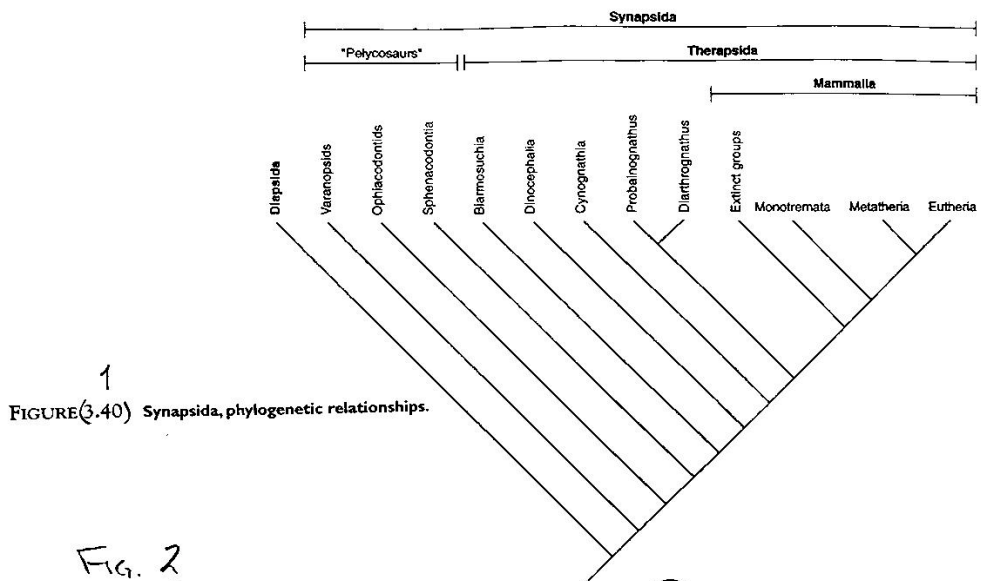 Synapsida
"Pelycosaurs" Therapsida
Mammalia
Diapsida
Varanopsids
Ophiacodontids
Sphenacodontia
Biarmosuchia
Dinocephalia
Cynognathia
Probainognathus
Diarthrognathus
Extinct groups
Monotremata
Metatheria
Eutheria
1
FIGURE (3.40) Synapsida, phylogenetic relationships.
FIG. 2